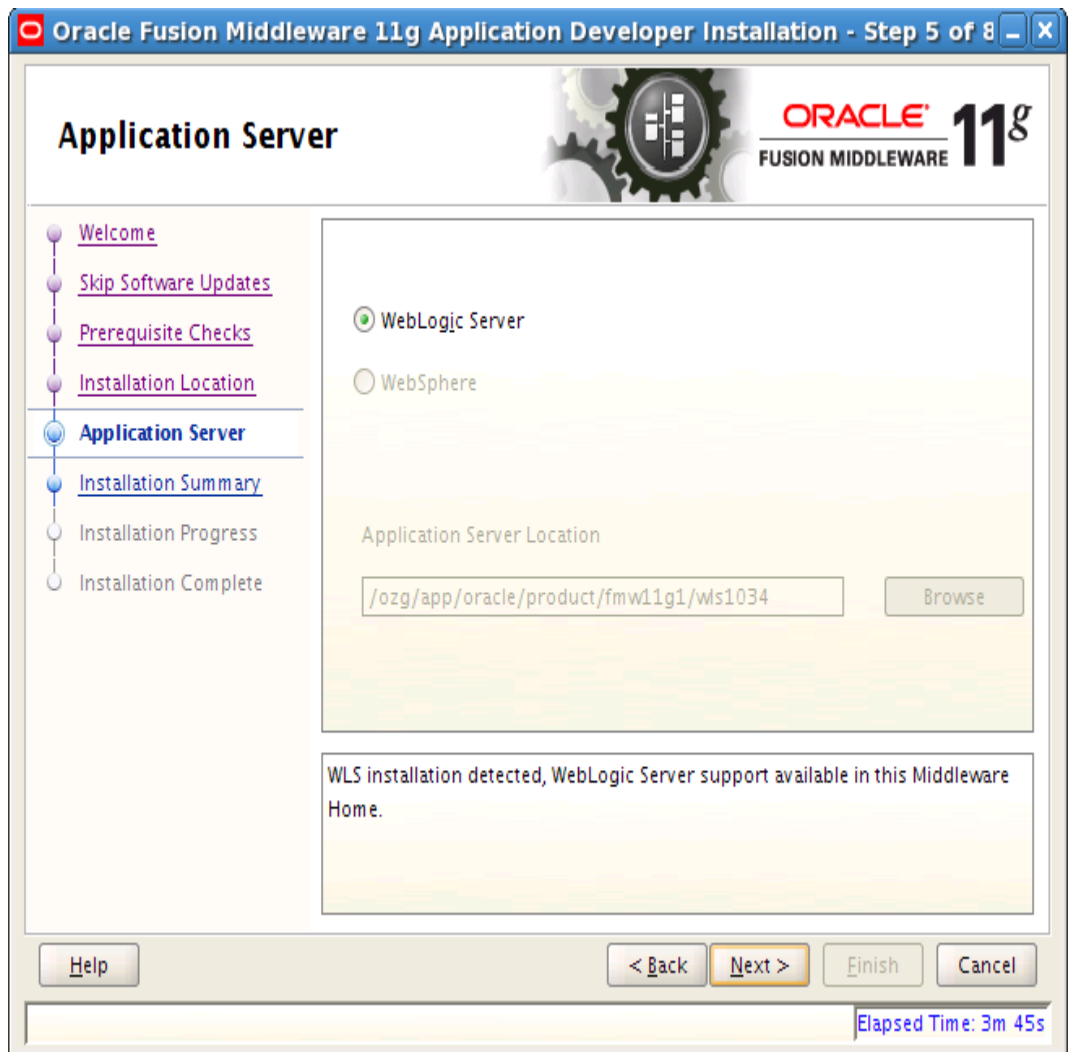 Oracle Fusion Middleware 11g Application Developer Installation - Step 5 of 8
Application Server
ORACLE
FUSION MIDDLEWARE
11g
Welcome
Skip Software Updates
Prerequisite Checks
Installation Location
Application Server
Installation Summary
Installation Progress
Installation Complete
WebLogic Server
WebSphere
Application Server Location
/ozg/app/oracle/product/fmw11g1/wls1034
Browse
WLS installation detected, WebLogic Server support available in this Middleware
Home.
Help
< Back
Next >
Finish
Cancel
Elapsed Time: 3m 45s